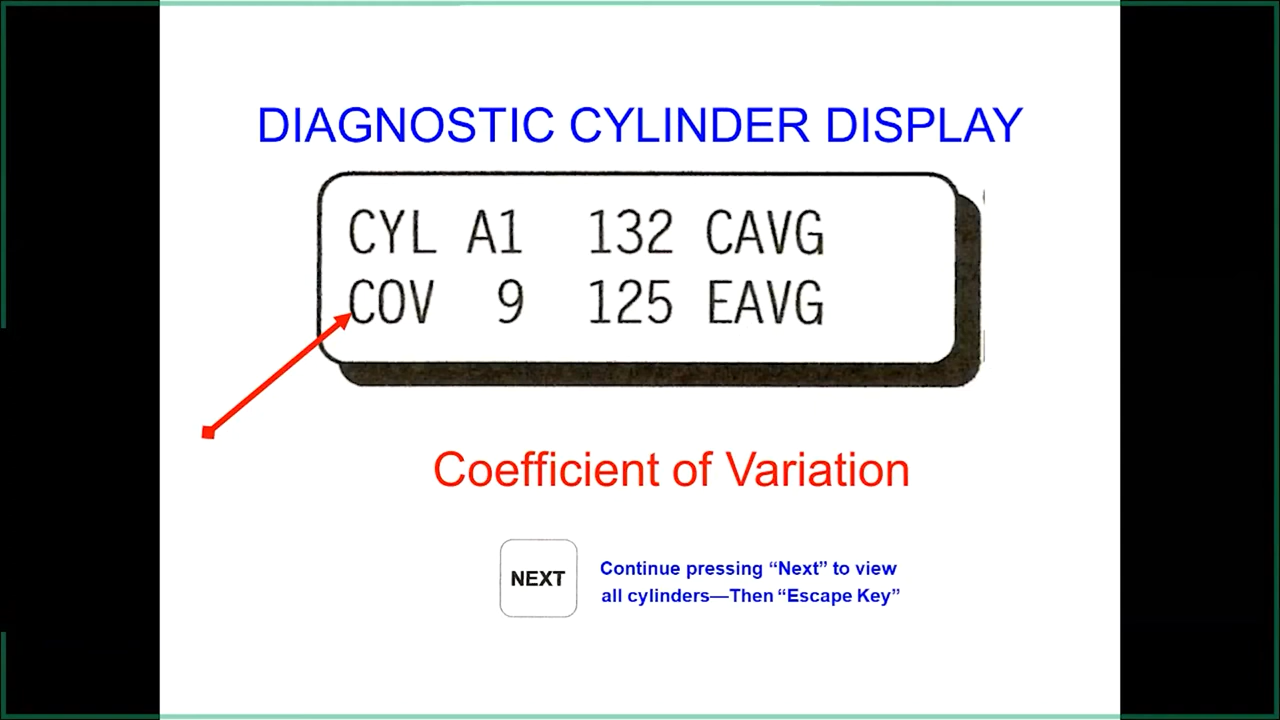 DIAGNOSTIC CYLINDER DISPLAY
CYL A1 132 CAVG
COV 9 125 EAVG
Coefficient of Variation
NEXT
Continue pressing “Next” to view
all cylinders—Then “Escape Key”